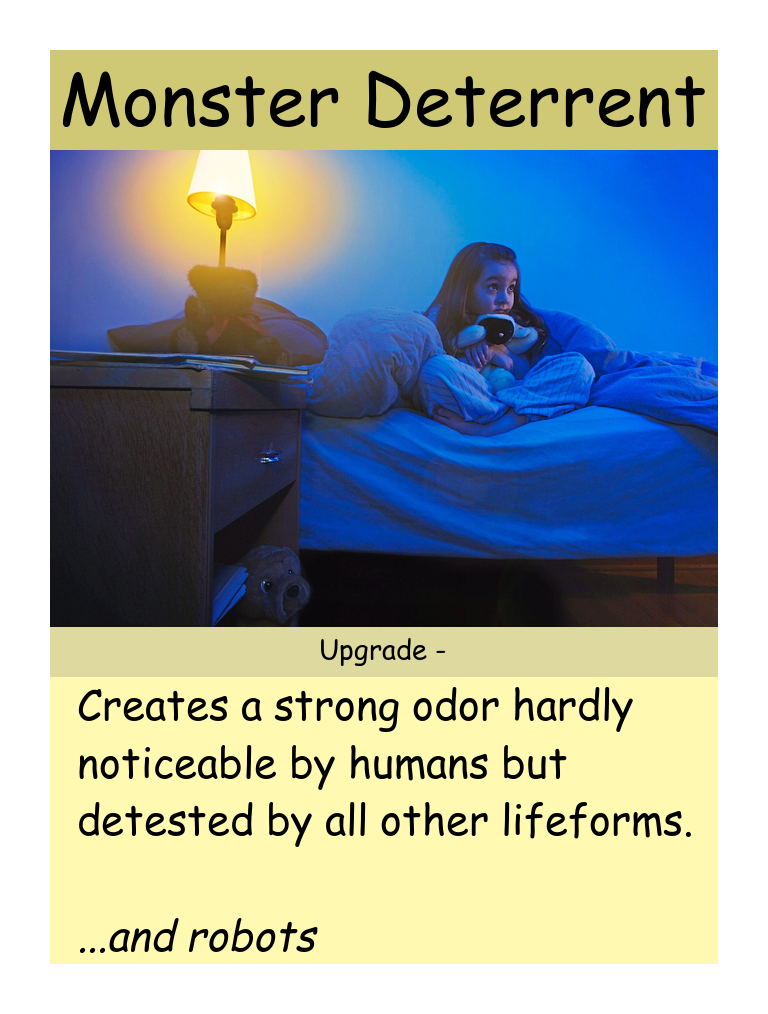 Monster Deterrent
Upgrade -
Creates a strong odor hardly
noticeable by humans but
detested by all other lifeforms.
...and robots